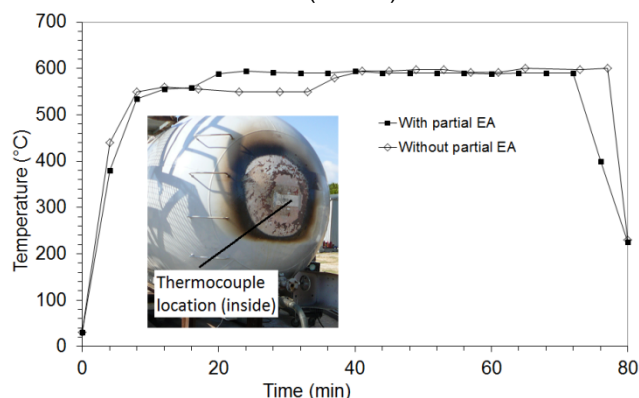 700
600
500
400
300
200
100
0
Temperature (°C)
With partial EA
Without partial EA
Thermocouple
location (inside)
0
20
40
60
80
Time (min)